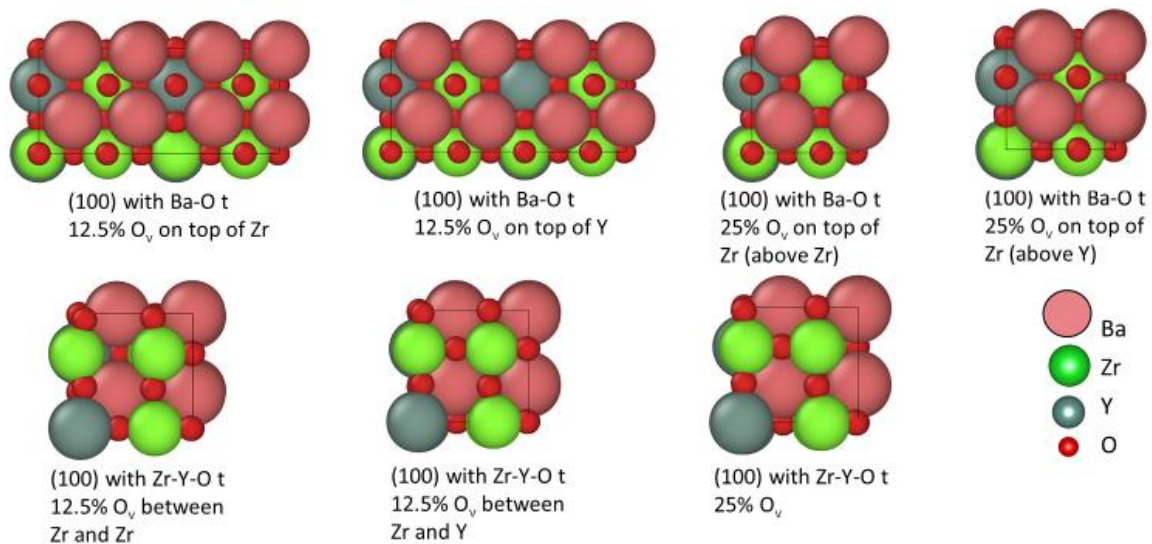 (100) with Ba-O t
12.5% Oᵥ on top of Zr
(100) with Ba-O t
12.5% Oᵥ on top of Y
(100) with Ba-O t
25% Oᵥ on top of
Zr (above Zr)
(100) with Ba-O t
25% Oᵥ on top of
Zr (above Y)
(100) with Zr-Y-O t
12.5% Oᵥ between
Zr and Zr
(100) with Zr-Y-O t
12.5% Oᵥ between
Zr and Y
(100) with Zr-Y-O t
25% Oᵥ
Ba
Zr
Y
O